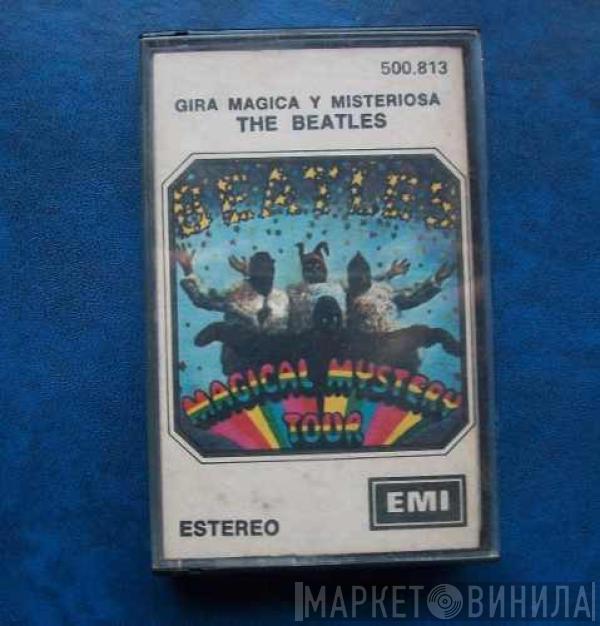 500.813
GIRA MAGICA Y MISTERIOSA
THE BEATLES
BEATLES
MAGICAL MYSTERY
TOUR
EMI
ESTEREO
МАРКЕТ ВИНИЛА